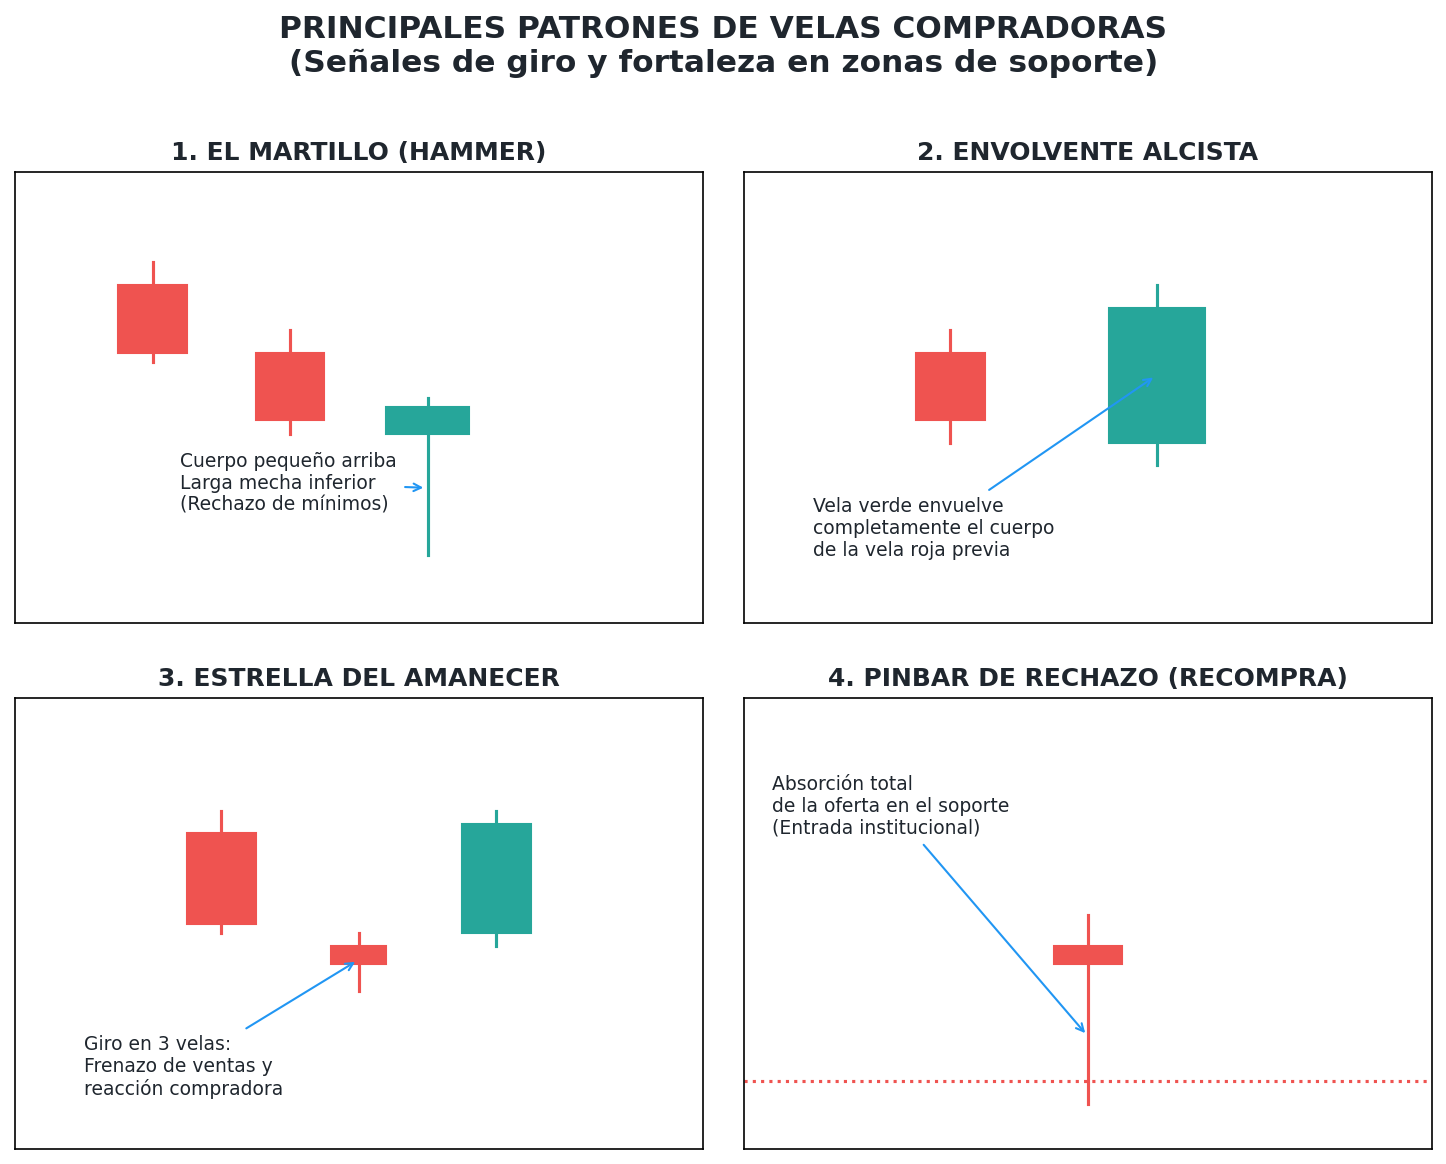 PRINCIPALES PATRONES DE VELAS COMPRADORAS
(Señales de giro y fortaleza en zonas de soporte)
1. EL MARTILLO (HAMMER)
Cuerpo pequeño arriba
Larga mecha inferior
(Rechazo de mínimos)
2. ENVOLVENTE ALCISTA
Vela verde envuelve
completamente el cuerpo
de la vela roja previa
3. ESTRELLA DEL AMANECER
Giro en 3 velas:
Frenazo de ventas y
reacción compradora
4. PINBAR DE RECHAZO (RECOMPRA)
Absorción total
de la oferta en el soporte
(Entrada institucional)